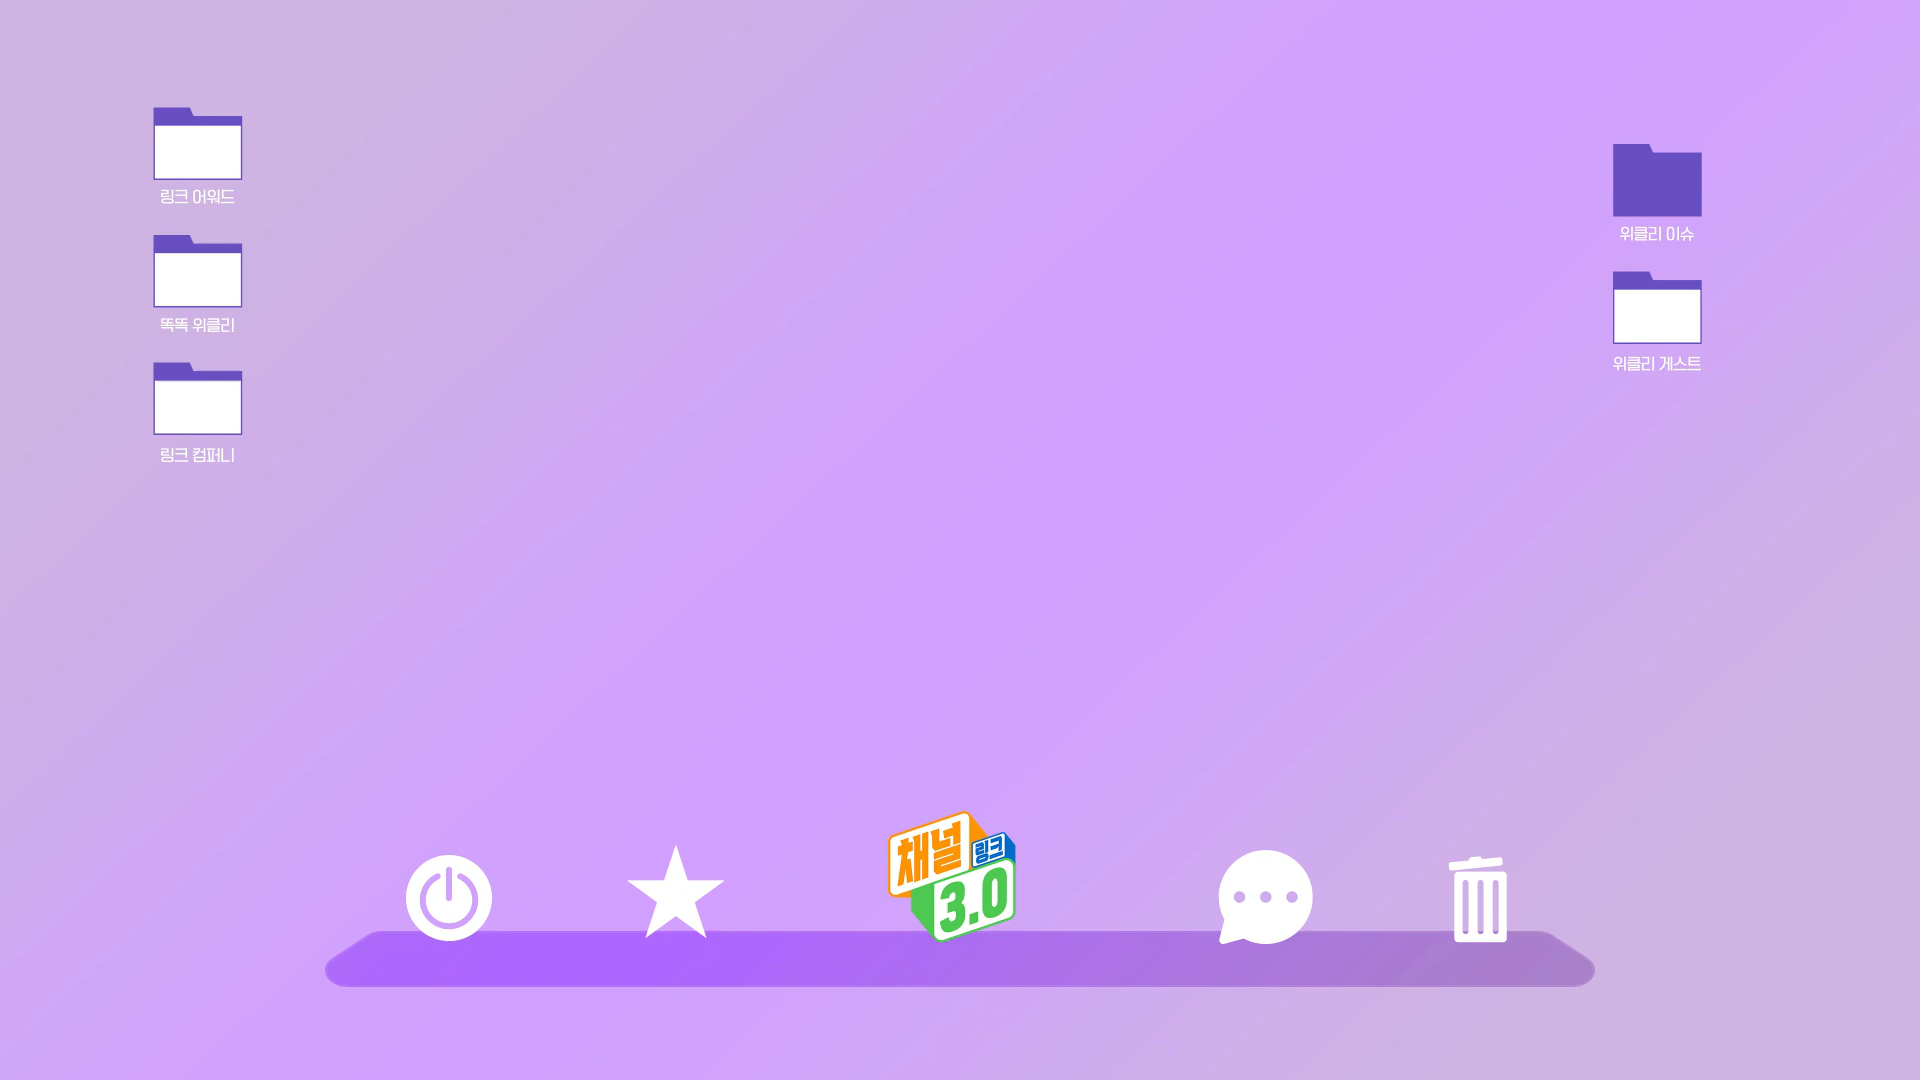 링크 어워드
똑똑 위클리
링크 컴퍼니
위클리 이슈
위클리 게스트
채널
링크
3.0